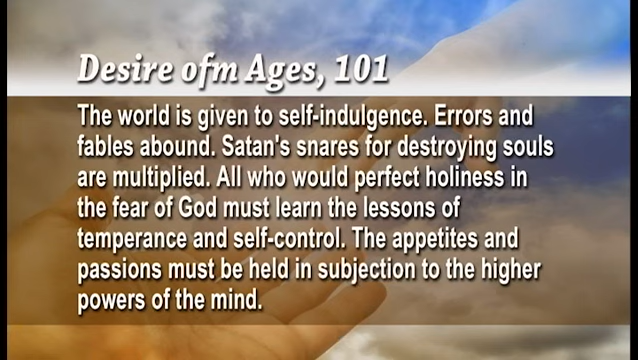 Desire ofm Ages, 101
The world is given to self-indulgence. Errors and
fables abound. Satan's snares for destroying souls
are multiplied. All who would perfect holiness in
the fear of God must learn the lessons of
temperance and self-control. The appetites and
passions must be held in subjection to the higher
powers of the mind.